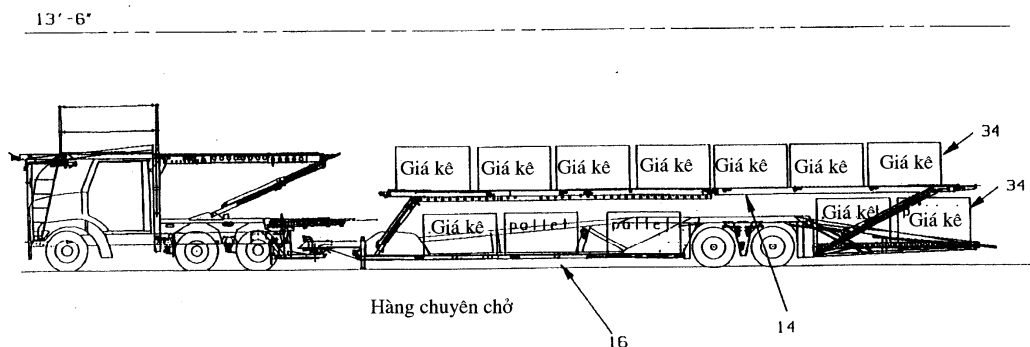 13'-6"
Giá kê Giá kê Giá kê Giá kê Giá kê Giá kê Giá kê
34
34
Giá kê pallet pallet Giá kê Giá kê
Hàng chuyên chở
16
14